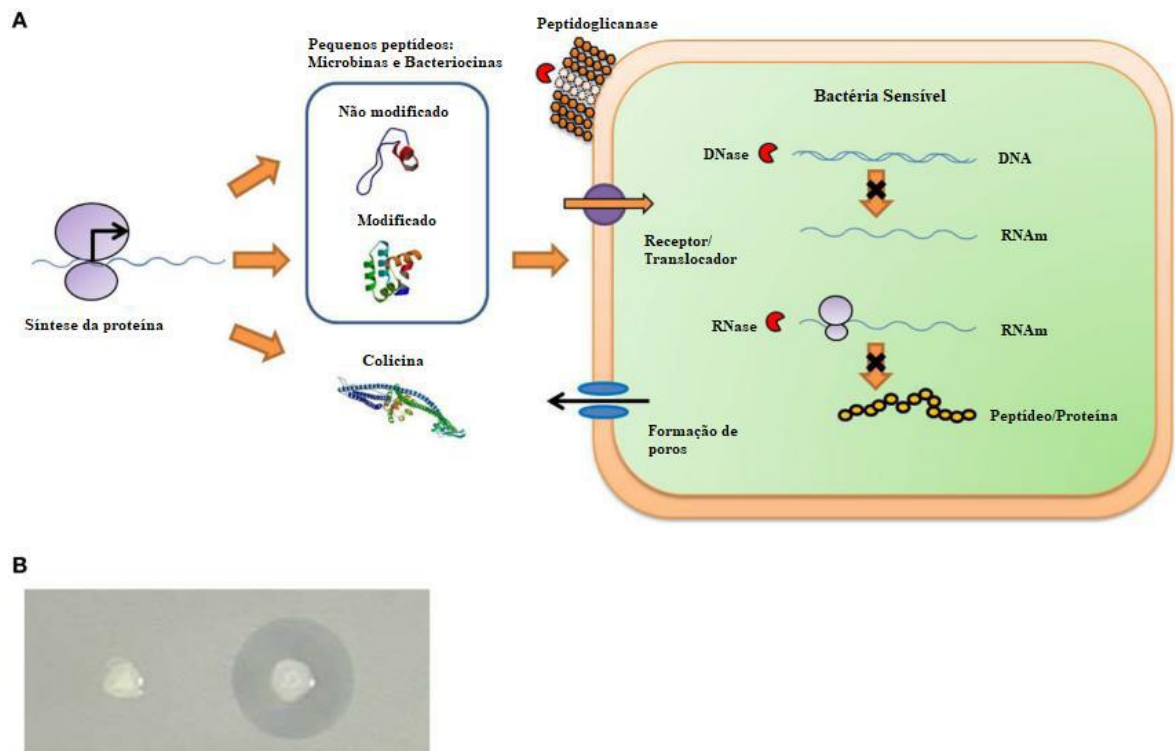 A
Pequenos peptídeos:
Microbinas e Bacteriocinas
Não modificado
Modificado
Síntese da proteína
Colicina
Peptidoglicanase
Bactéria Sensível
DNase
DNA
Receptor/
Translocador
RNAm
RNase
RNAm
Formação de
poros
Peptídeo/Proteína
B